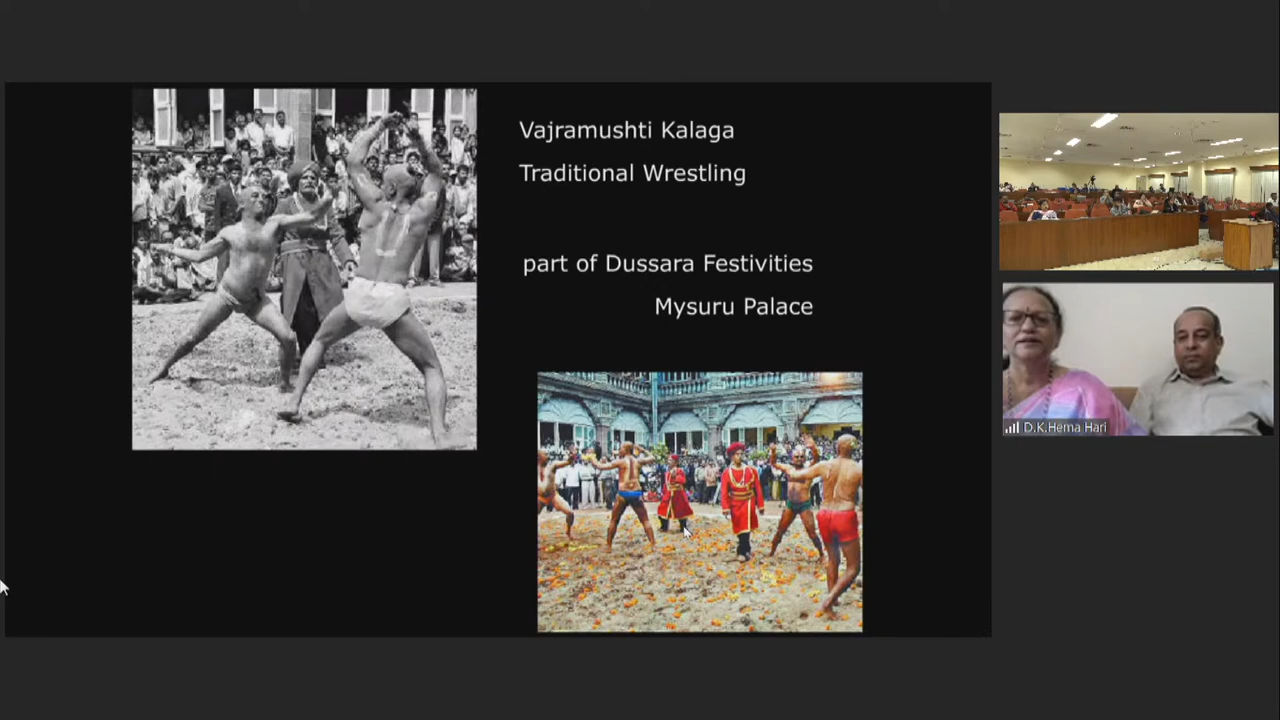 Vajramushti Kalaga
Traditional Wrestling
part of Dussara Festivities
Mysuru Palace
D.K.Hema Hari